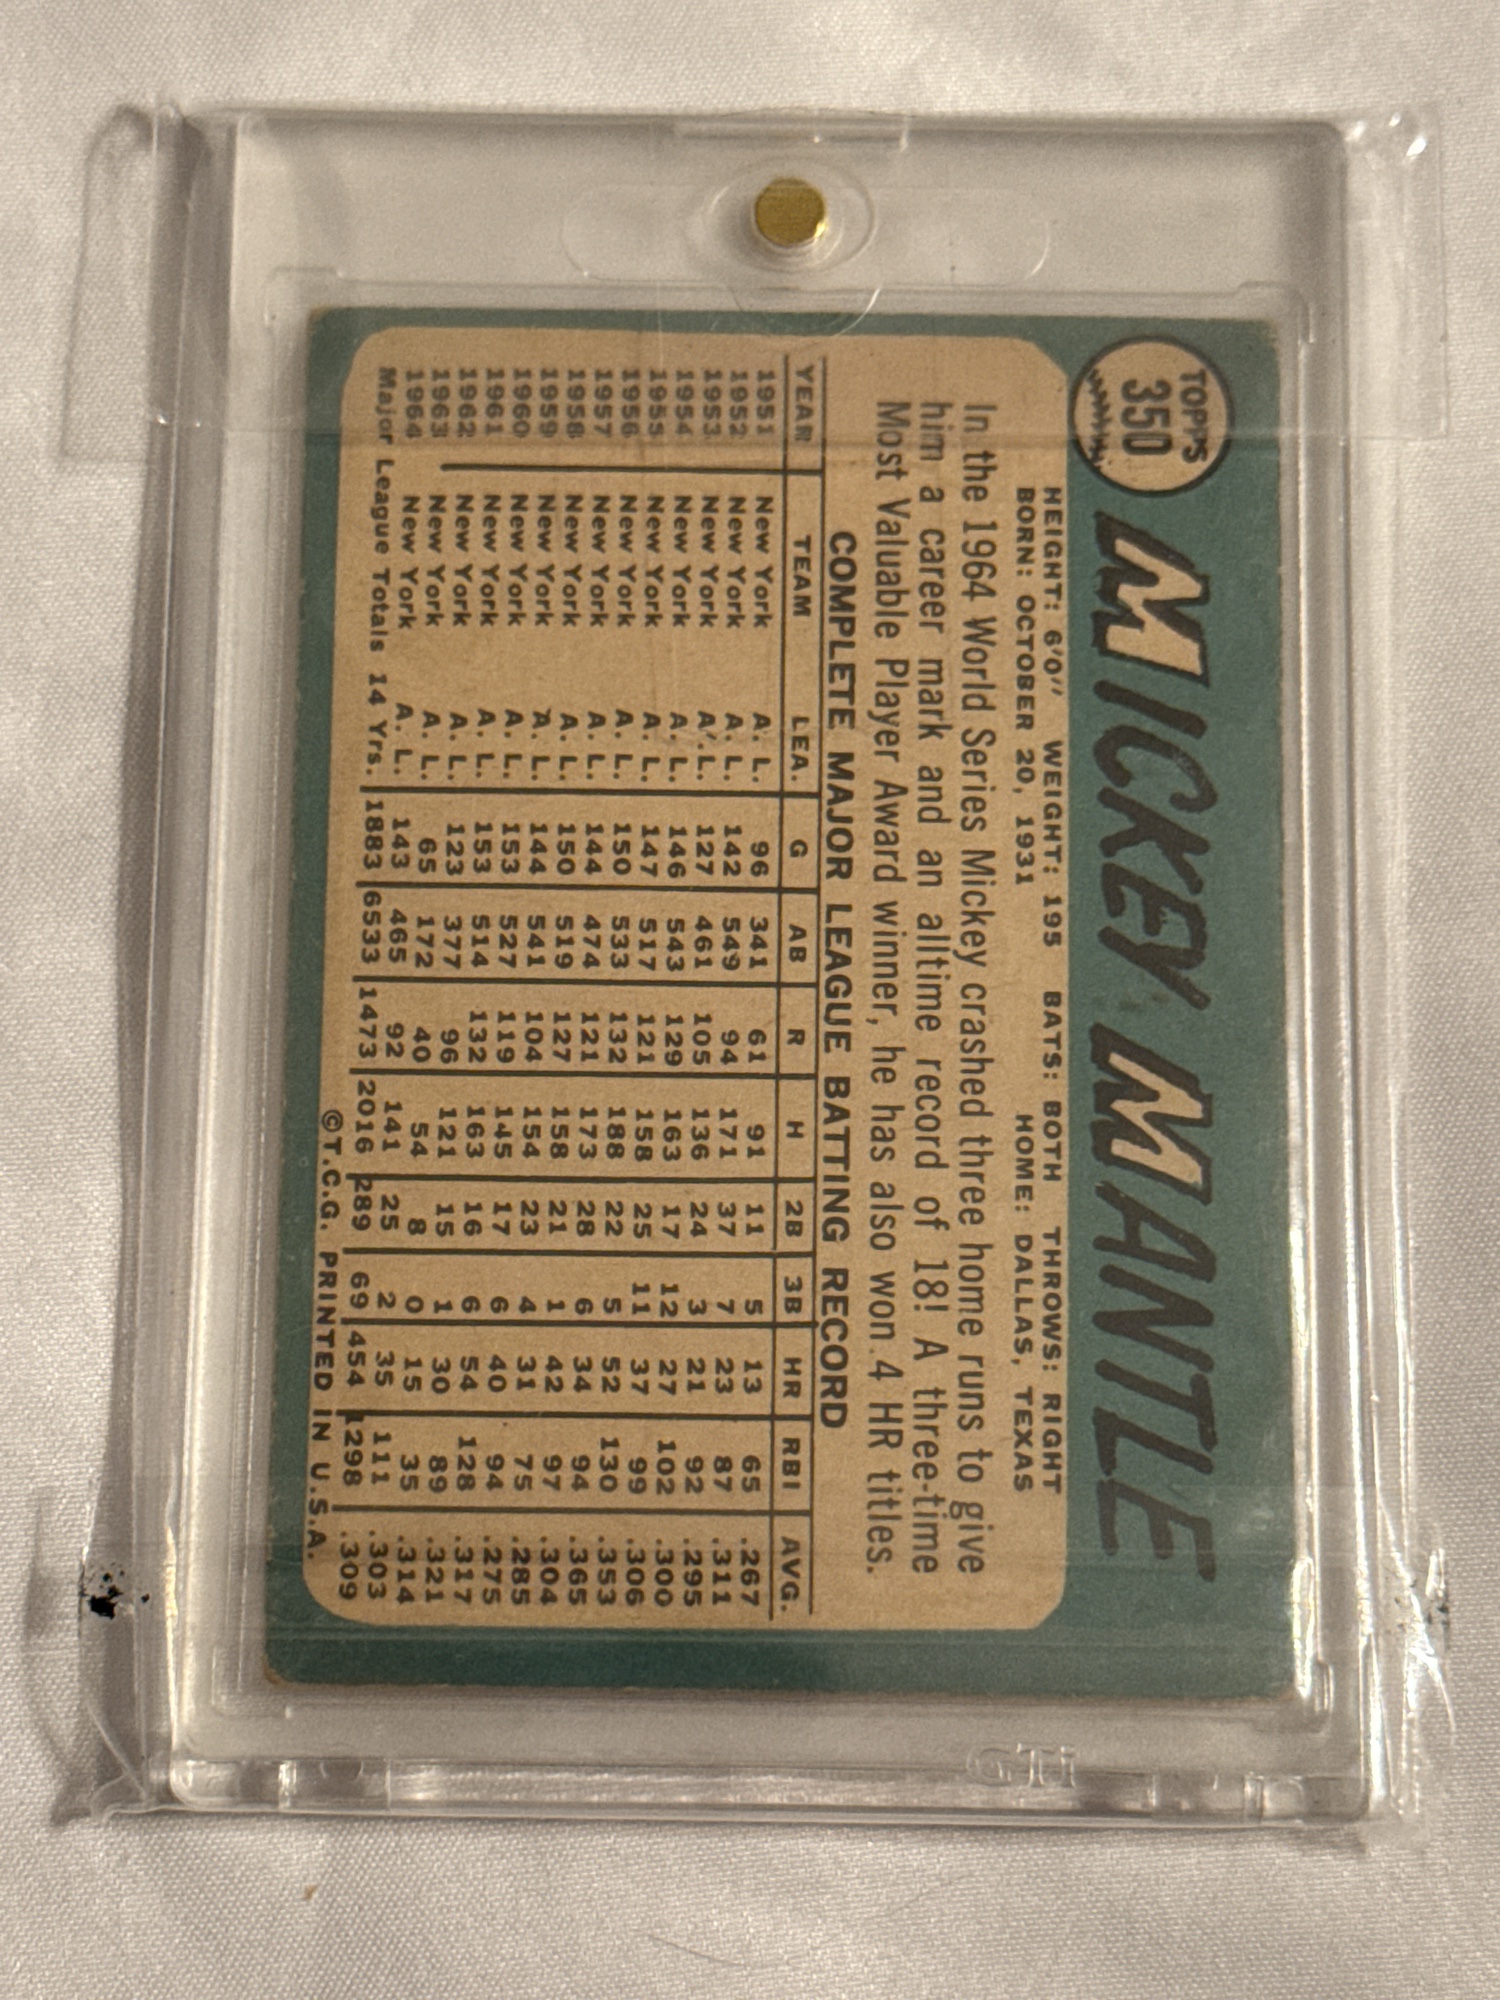 TOPPS
350
MICKEY MANTLE
HEIGHT: 6'0" WEIGHT: 195 BATS: BOTH THROWS: RIGHT
BORN: OCTOBER 20, 1931 HOME: DALLAS, TEXAS
In the 1964 World Series Mickey crashed three home runs to give
him a career mark and an alltime record of 18! A three-time
Most Valuable Player Award winner, he has also won 4 HR titles.
COMPLETE MAJOR LEAGUE BATTING RECORD
YEAR TEAM LEA. G AB R H 2B 3B HR RBI AVG.
1951 New York A. L. 96 341 61 91 11 5 13 65 .267
1952 New York A. L. 142 549 94 171 37 7 23 87 .311
1953 New York A. L. 127 461 105 136 24 3 21 92 .295
1954 New York A. L. 146 543 129 163 17 12 27 102 .300
1955 New York A. L. 147 517 121 158 25 11 37 99 .306
1956 New York A. L. 150 533 132 188 22 5 52 130 .353
1957 New York A. L. 144 474 121 173 28 6 34 94 .365
1958 New York A. L. 150 519 127 158 21 1 42 97 .304
1959 New York A. L. 144 541 104 154 23 4 31 75 .285
1960 New York A. L. 153 527 119 145 17 6 40 94 .275
1961 New York A. L. 153 514 132 163 16 6 54 128 .317
1962 New York A. L. 123 377 96 121 15 1 30 89 .321
1963 New York A. L. 65 172 40 54 8 0 15 35 .314
1964 New York A. L. 143 465 92 141 25 2 35 111 .303
Major League Totals 14 Yrs. 1883 6533 1473 2016 289 69 454 1298 .309
©T.C.G. PRINTED IN U.S.A.
GTi